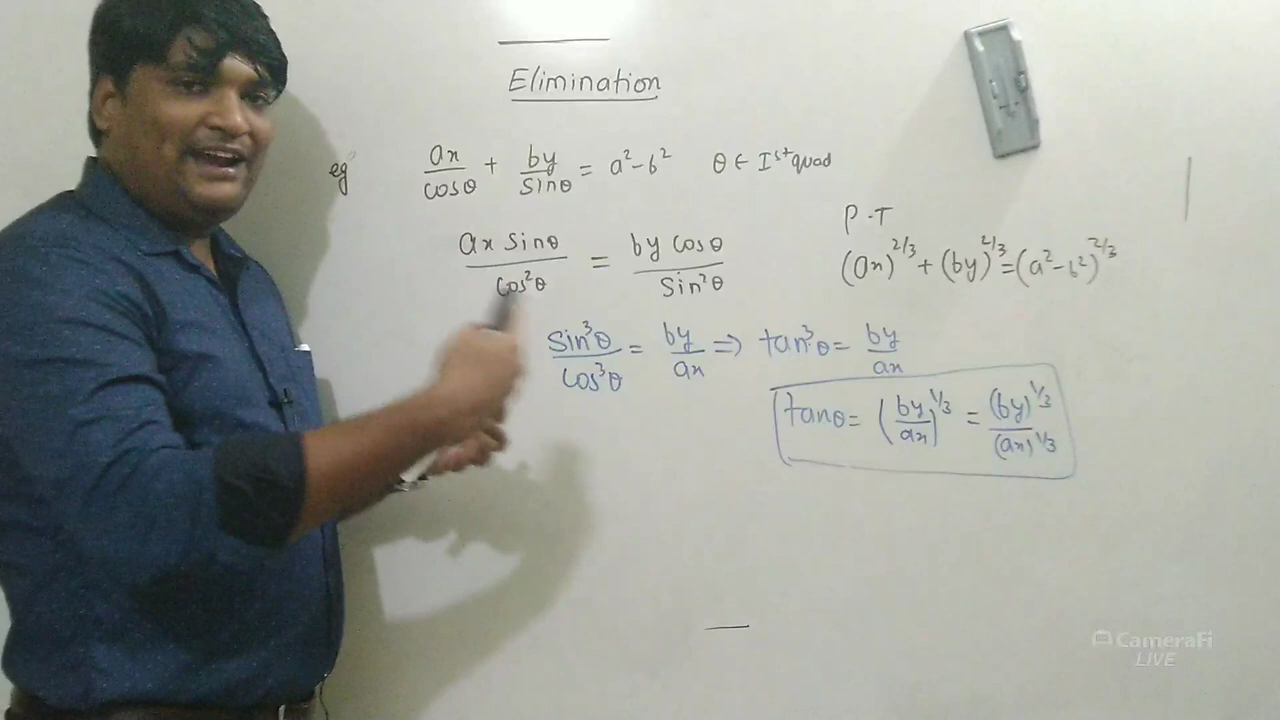 Elimination
eg ax/cosθ + by/sinθ = a²-b² θ ∈ Iˢᵗ quad
P.T
ax sinθ/cos²θ = by cosθ/sin²θ
(ax)^2/3 + (by)^2/3 = (a²-b²)^2/3
sin³θ/cos³θ = by/ax ⇒ tan³θ = by/ax
tanθ = (by/ax)^1/3 = (by)^1/3/(ax)^1/3
CameraFi
LIVE